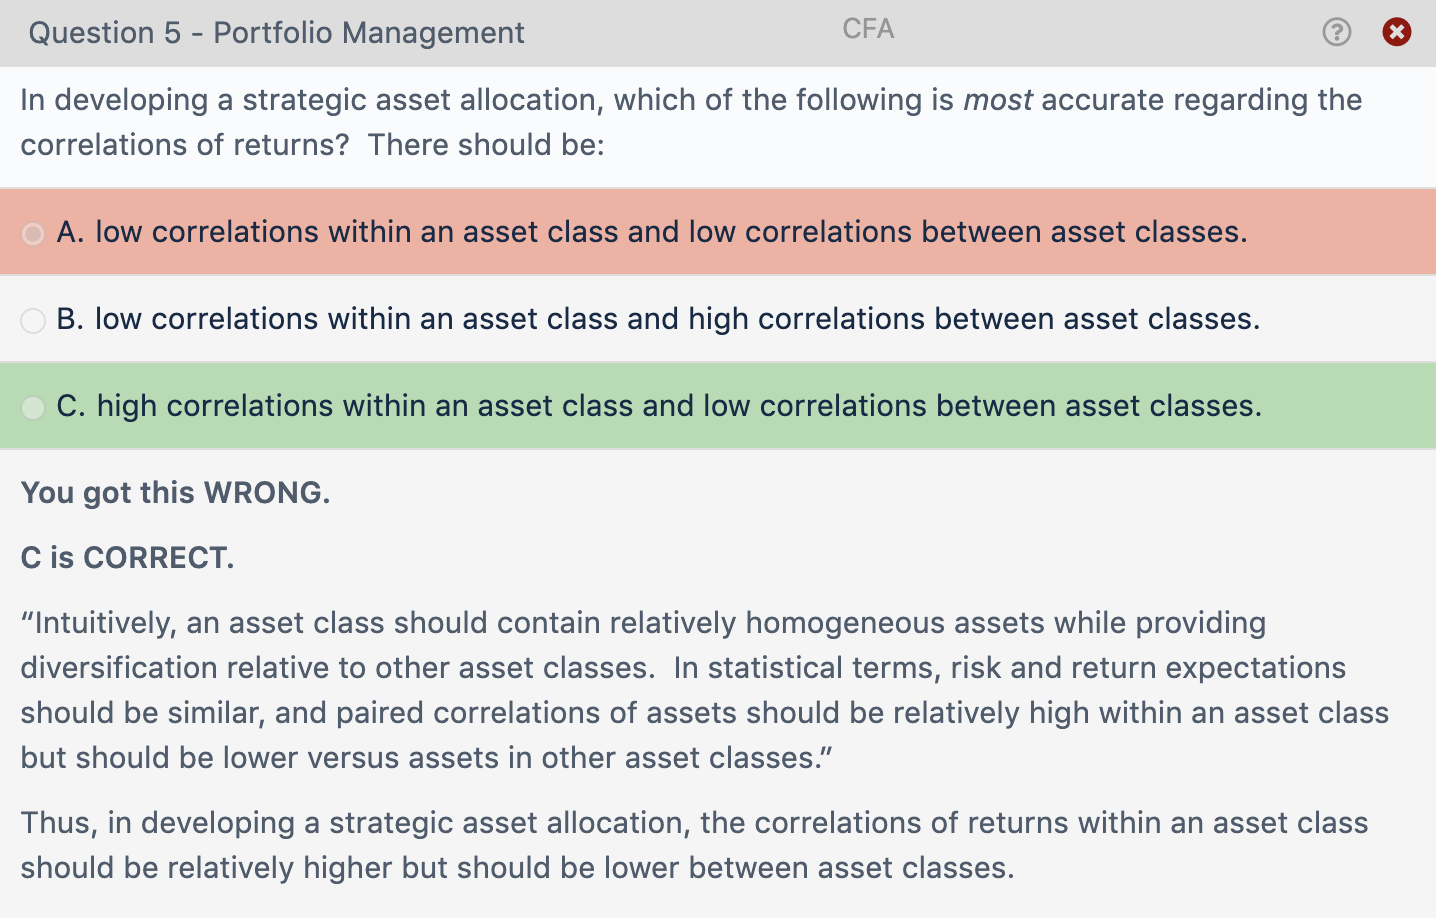 Question 5 - Portfolio Management
CFA
In developing a strategic asset allocation, which of the following is most accurate regarding the
correlations of returns?  There should be:
A. low correlations within an asset class and low correlations between asset classes.
B. low correlations within an asset class and high correlations between asset classes.
C. high correlations within an asset class and low correlations between asset classes.
You got this WRONG.
C is CORRECT.
“Intuitively, an asset class should contain relatively homogeneous assets while providing
diversification relative to other asset classes.  In statistical terms, risk and return expectations
should be similar, and paired correlations of assets should be relatively high within an asset class
but should be lower versus assets in other asset classes.”
Thus, in developing a strategic asset allocation, the correlations of returns within an asset class
should be relatively higher but should be lower between asset classes.